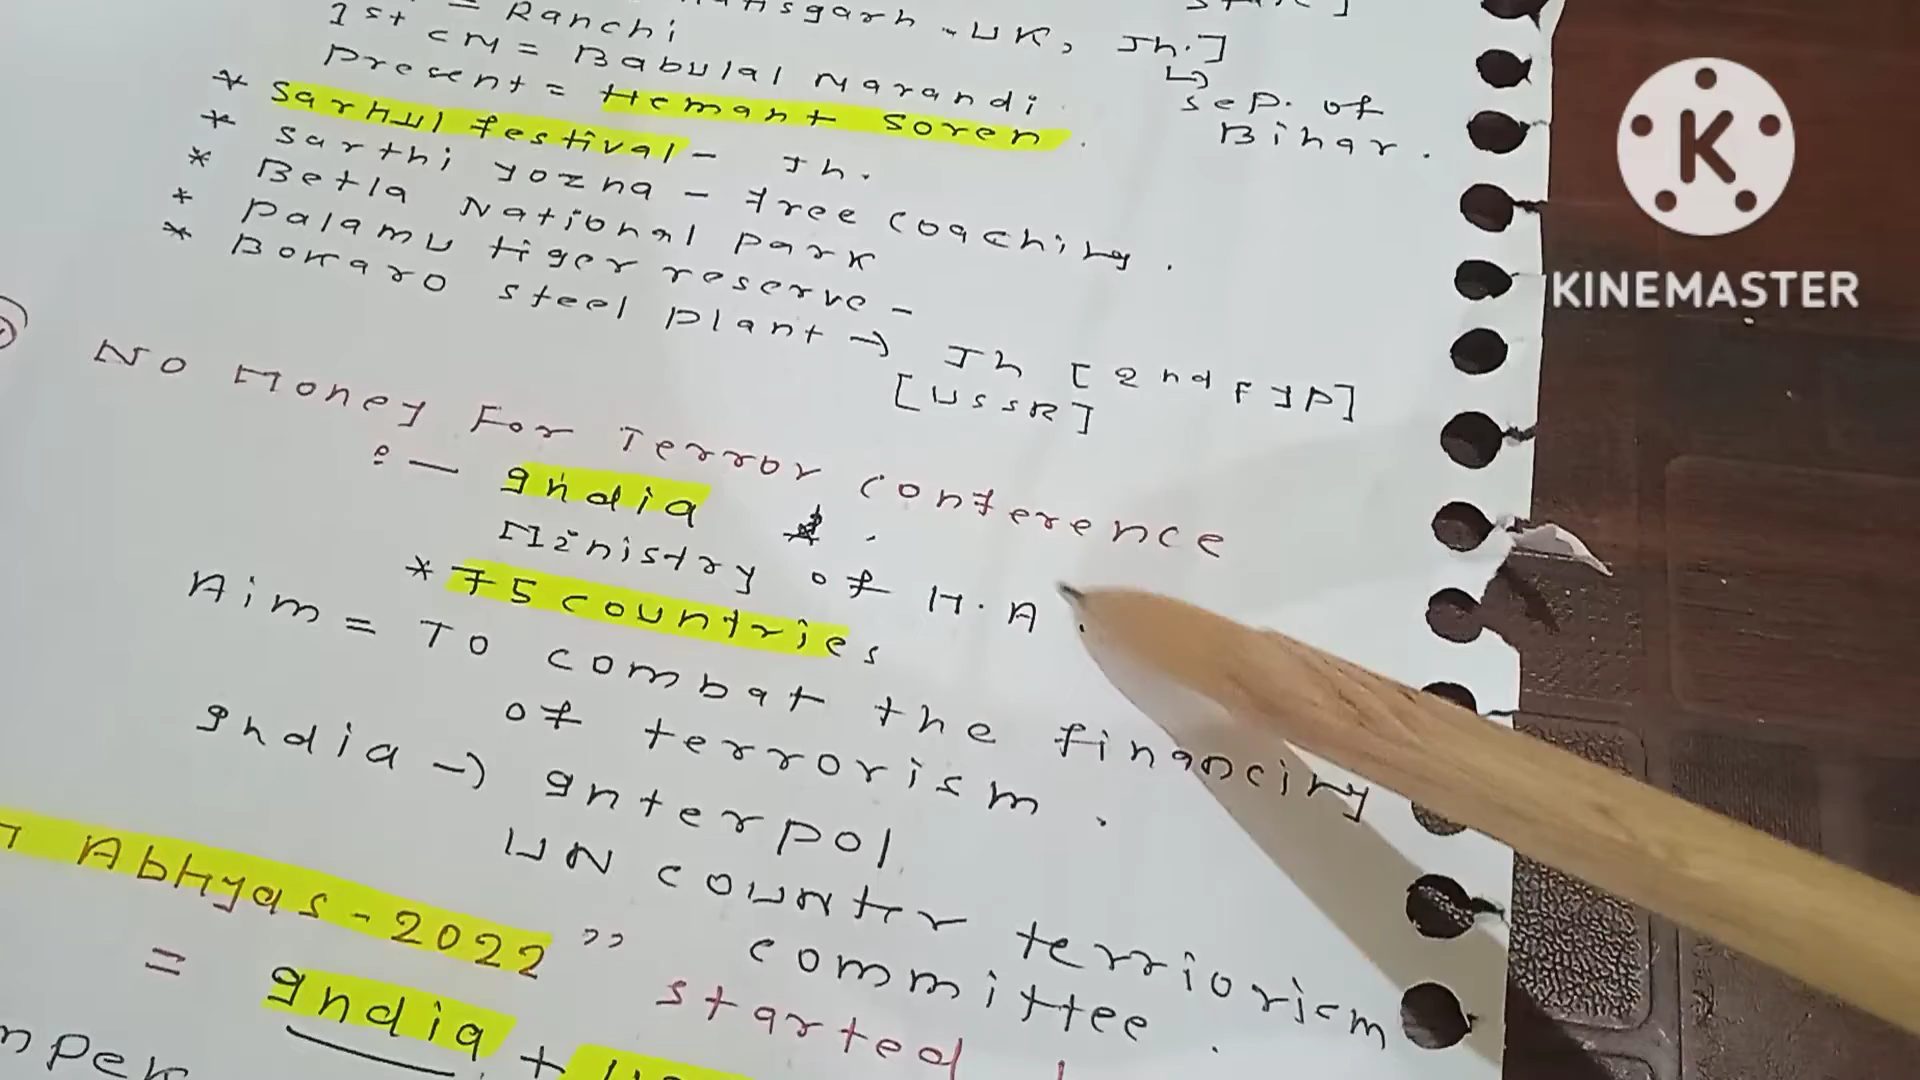 = Ranchi
UK, Jh.]
1st CM = Babulal Marandi
Present = Hemant Soren.
↳ sep. of
Bihar.
* Sarhul festival - Jh.
* Sarthi yozna - free coaching.
* Betla National Park
* Palamu tiger reserve -
* Bokaro steel plant → Jh [2nd FYP]
[USSR]
No Money For Terror Conference
:- India
Ministry of H.A.
* 75 countries
Aim = To combat the financing
of terrorism.
India → Interpol
UN counter terriorism
committee.
Abhyas-2022" started
= India +
KINEMASTER
K